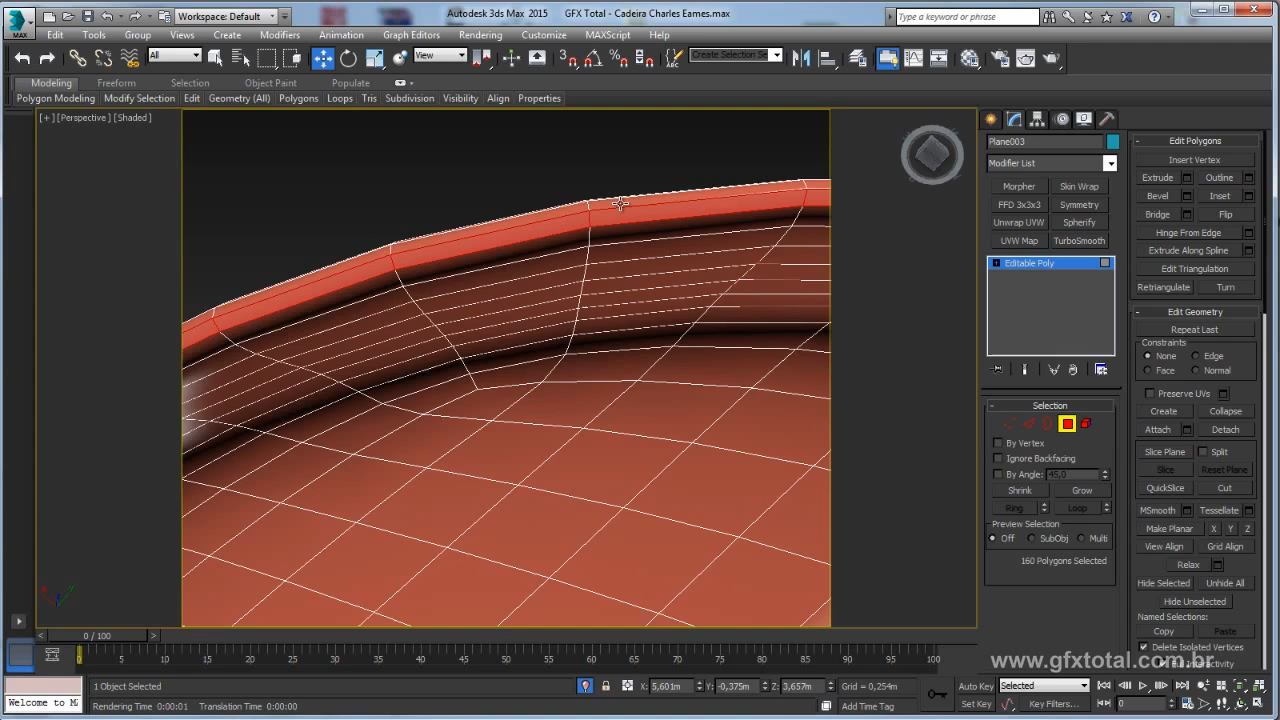 MAX
Workspace: Default
Autodesk 3ds Max 2015    GFX Total - Cadeira Charles Eames.max
Type a keyword or phrase
Edit Tools Group Views Create Modifiers Animation Graph Editors Rendering Customize MAXScript Help
All View Create Selection Se
Modeling Freeform Selection Object Paint Populate
Polygon Modeling Modify Selection Edit Geometry (All) Polygons Loops Tris Subdivision Visibility Align Properties
[+] [Perspective] [Shaded]
Plane003
Modifier List
Morpher Skin Wrap
FFD 3x3x3 Symmetry
Unwrap UVW Spherify
UVW Map TurboSmooth
Editable Poly
Selection
By Vertex
Ignore Backfacing
By Angle: 45,0
Shrink Grow
Ring Loop
Preview Selection
Off SubObj Multi
160 Polygons Selected
Edit Polygons
Insert Vertex
Extrude Outline
Bevel Inset
Bridge Flip
Hinge From Edge
Extrude Along Spline
Edit Triangulation
Retriangulate Turn
Edit Geometry
Repeat Last
Constraints
None Edge
Face Normal
Preserve UVs
Create Collapse
Attach Detach
Slice Plane Split
Slice Reset Plane
QuickSlice Cut
MSmooth Tessellate
Make Planar X Y Z
View Align Grid Align
Relax
Hide Selected Unhide All
Hide Unselected
Named Selections:
Copy Paste
Delete Isolated Vertices
Full Interactivity
www.gfxtotal.com.br
< 0 / 100 >
0 5 10 15 20 25 30 35 40 45 50 55 60 65 70 75 80 85 90 95 100
1 Object Selected X: 5,601m Y: -0,375m Z: 3,657m Grid = 0,254m Auto Key Selected
Welcome to M Rendering Time 0:00:01 Translation Time 0:00:00 Add Time Tag Set Key Key Filters... 0